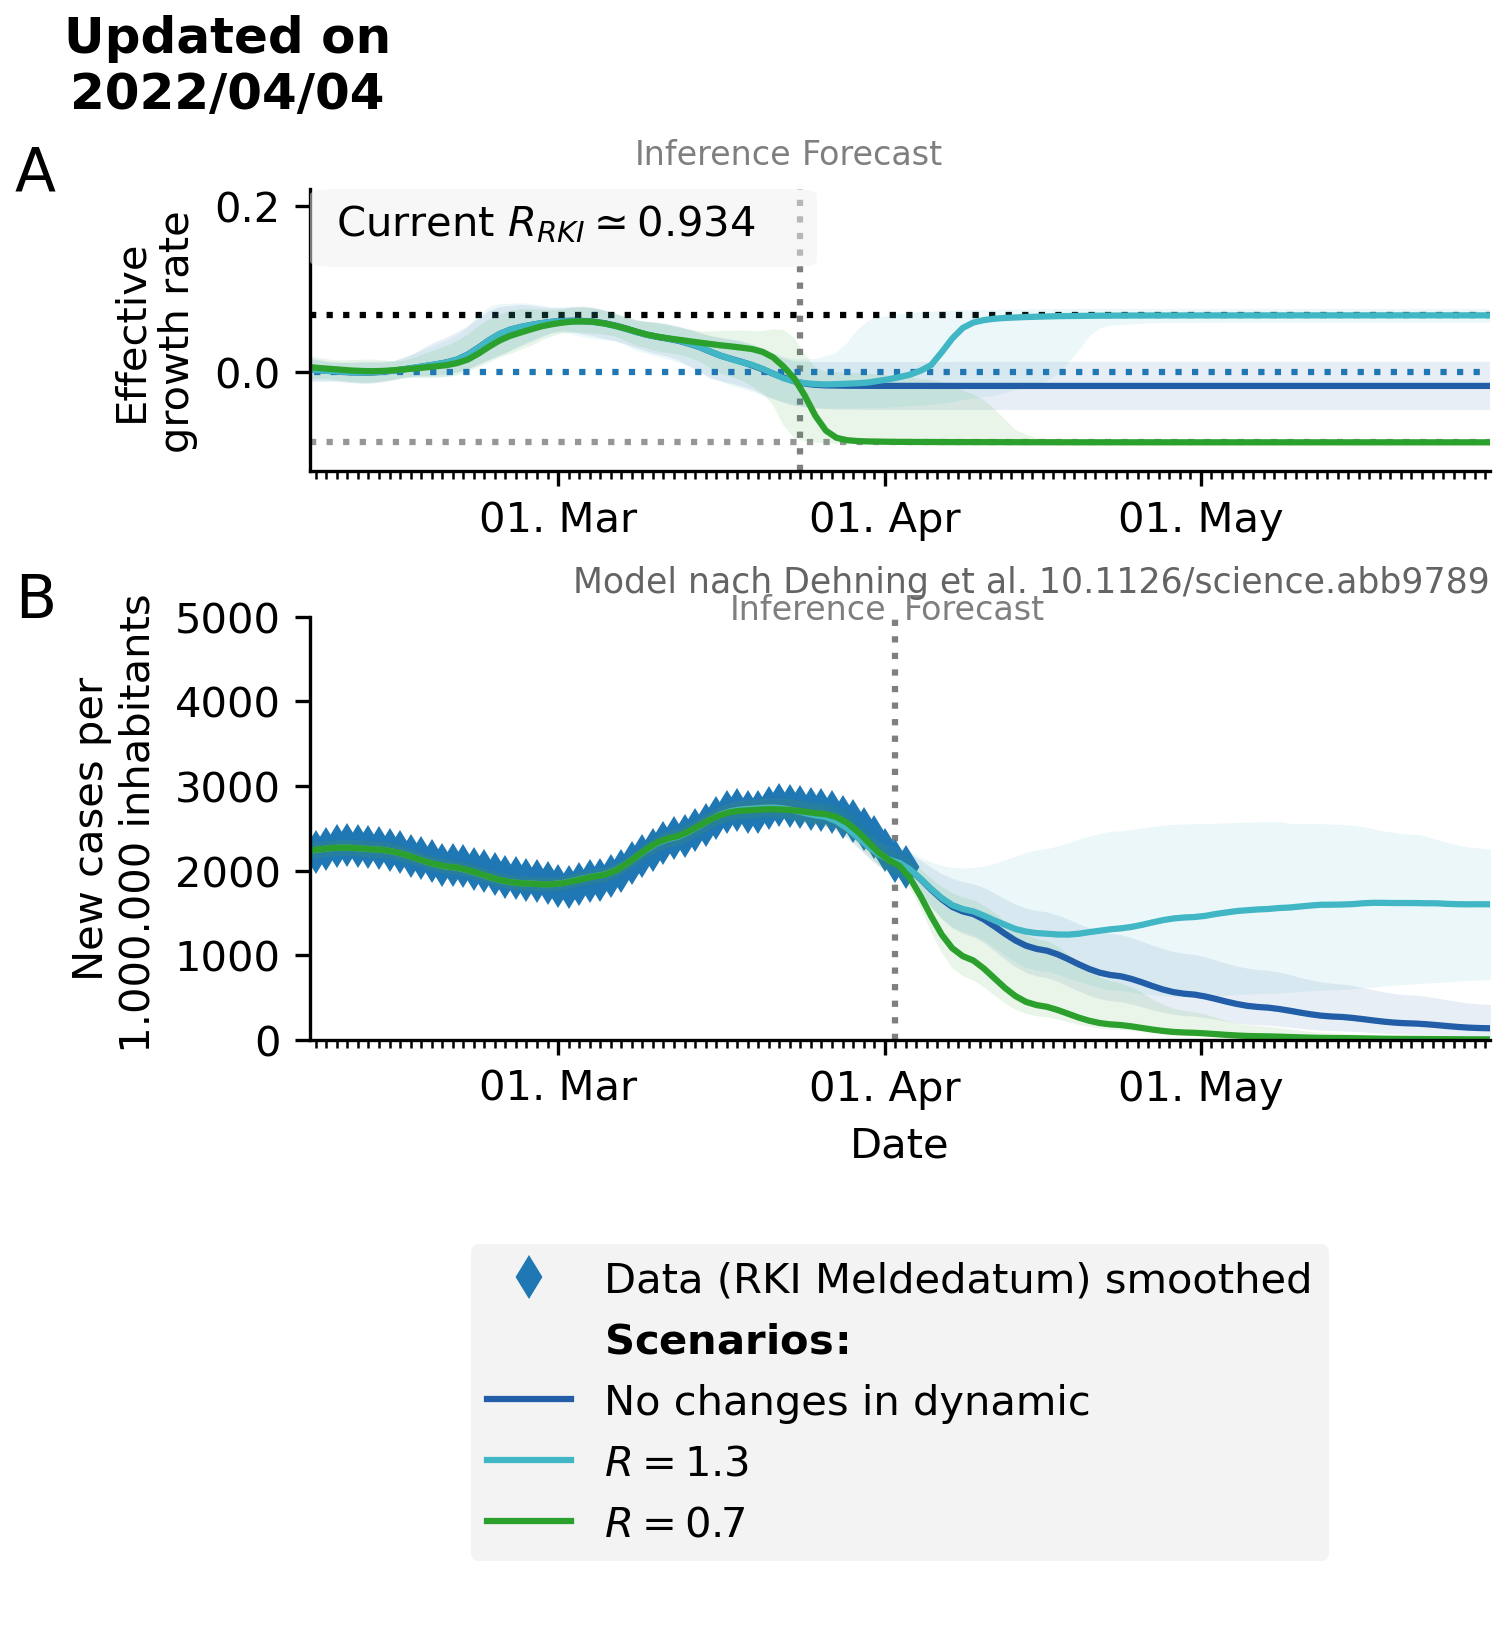 Updated on
2022/04/04
A
Inference Forecast
Effective
growth rate
0.2
0.0
Current R_RKI ≃ 0.934
01. Mar 01. Apr 01. May
B
Model nach Dehning et al. 10.1126/science.abb9789
Inference Forecast
New cases per
1.000.000 inhabitants
5000
4000
3000
2000
1000
0
01. Mar 01. Apr 01. May
Date
Data (RKI Meldedatum) smoothed
Scenarios:
No changes in dynamic
R = 1.3
R = 0.7